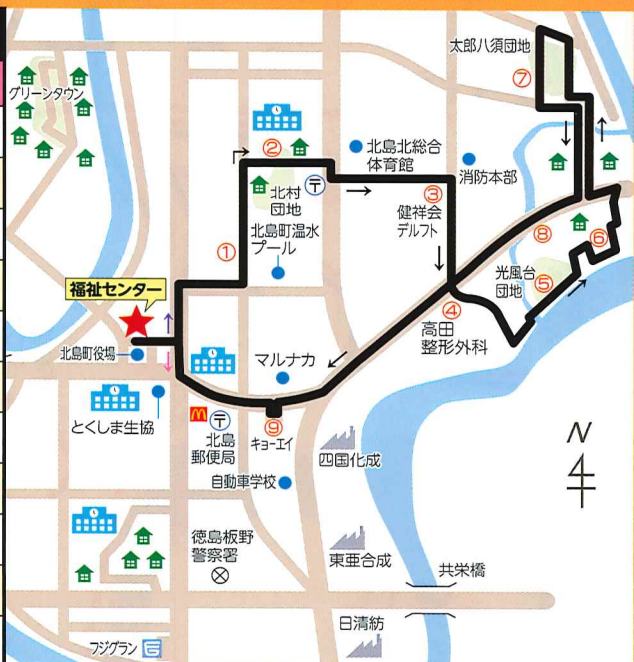 太郎八須団地
⑦
グリーンタウン
②
北島北総合
体育館
消防本部
北村
団地
〒
③
健祥会
デルフト
①
北島町温水
プール
⑧
⑥
光風台
団地
⑤
福祉センター
④
高田
整形外科
北島町役場
マルナカ
とくしま生協
M
〒
北島
郵便局
⑨
キョーエイ
四国化成
自動車学校
N
徳島板野
警察署
東亜合成
共栄橋
日清紡
フジグラン